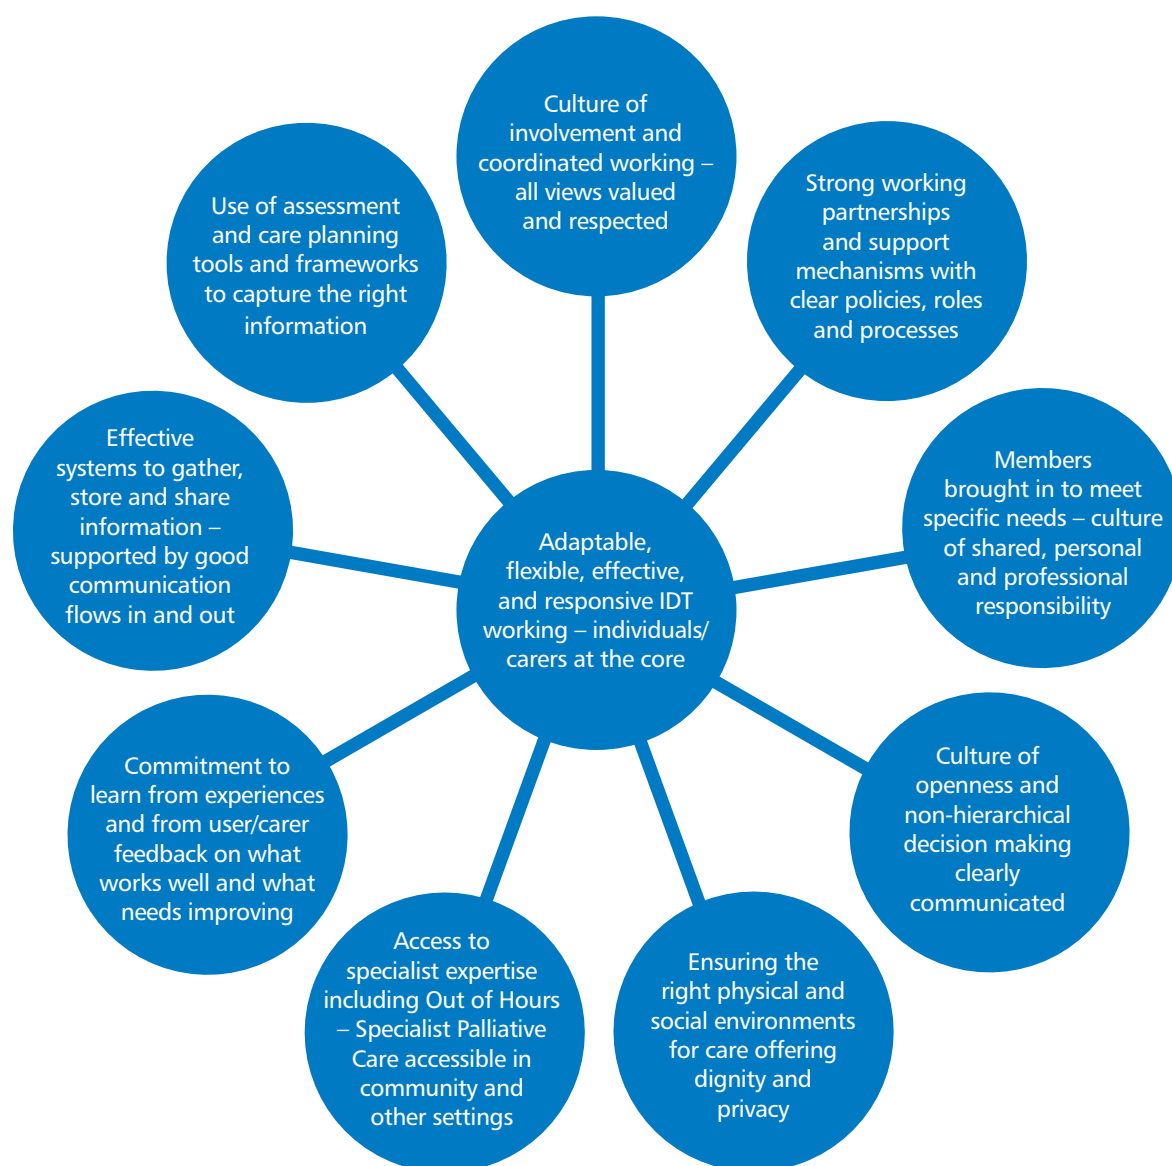 Culture of
involvement and
coordinated working –
all views valued
and respected
Strong working
partnerships
and support
mechanisms with
clear policies, roles
and processes
Members
brought in to meet
specific needs – culture
of shared, personal
and professional
responsibility
Culture of
openness and
non-hierarchical
decision making
clearly
communicated
Ensuring the
right physical and
social environments
for care offering
dignity and
privacy
Access to
specialist expertise
including Out of Hours
– Specialist Palliative
Care accessible in
community and
other settings
Commitment to
learn from experiences
and from user/carer
feedback on what
works well and what
needs improving
Effective
systems to gather,
store and share
information –
supported by good
communication
flows in and out
Use of assessment
and care planning
tools and frameworks
to capture the right
information
Adaptable,
flexible, effective,
and responsive IDT
working – individuals/
carers at the core